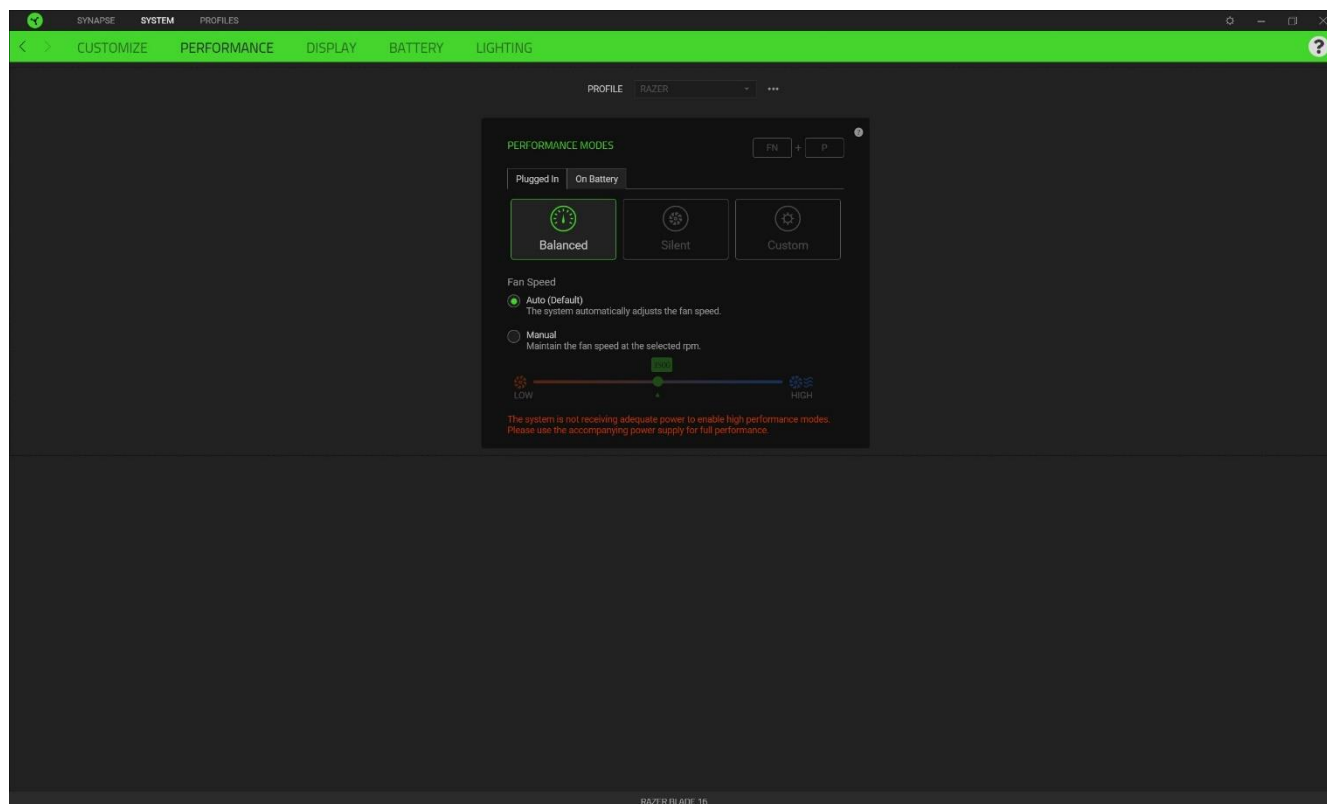 SYNAPSE SYSTEM PROFILES
CUSTOMIZE PERFORMANCE DISPLAY BATTERY LIGHTING
?
PROFILE RAZER
PERFORMANCE MODES FN + P ?
Plugged In On Battery
Balanced Silent Custom
Fan Speed
Auto (Default)
The system automatically adjusts the fan speed.
Manual
Maintain the fan speed at the selected rpm.
LOW HIGH
The system is not receiving adequate power to enable high performance modes.
Please use the accompanying power supply for full performance.
RAZER BLADE 16